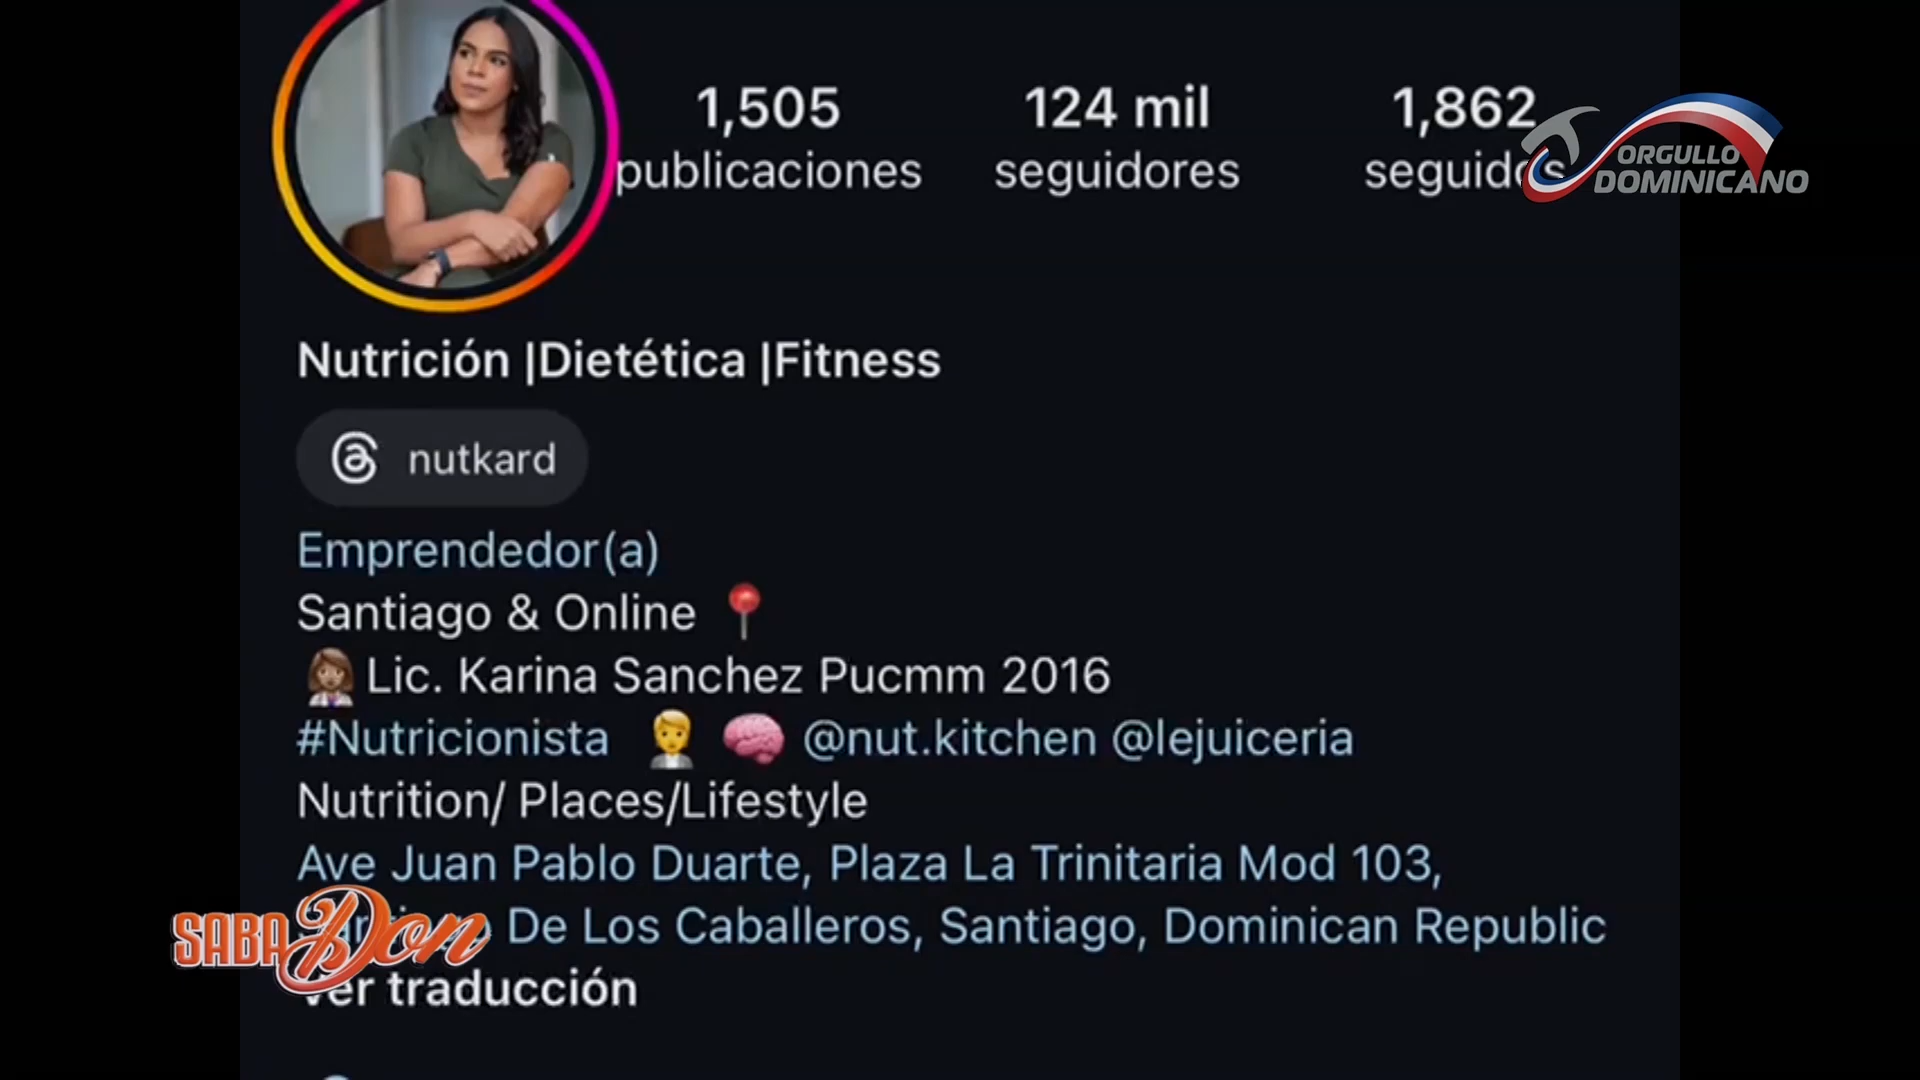 1,505
publicaciones
124 mil
seguidores
1,862
ORGULLO
DOMINICANO
Nutrición |Dietética |Fitness
nutkard
Emprendedor(a)
Santiago & Online
Lic. Karina Sanchez Pucmm 2016
#Nutricionista @nut.kitchen @lejuiceria
Nutrition/ Places/Lifestyle
Ave Juan Pablo Duarte, Plaza La Trinitaria Mod 103,
De Los Caballeros, Santiago, Dominican Republic
SABADon
Ver traducción